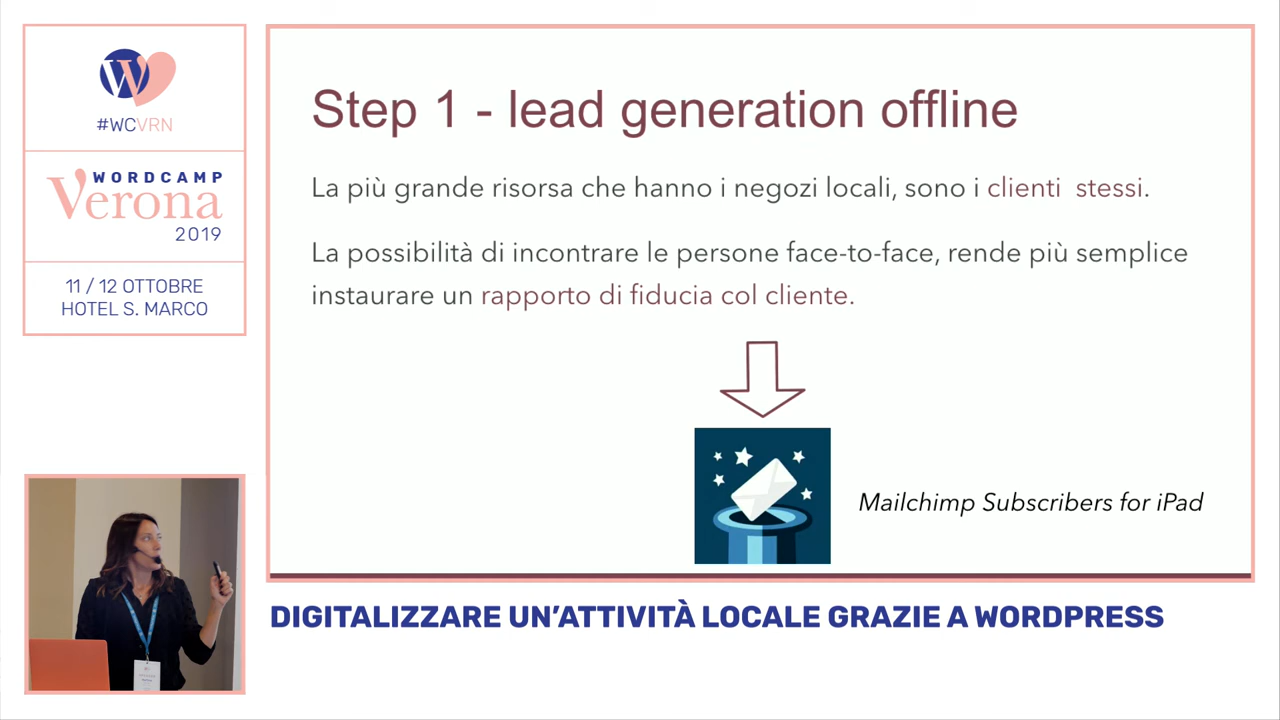 #WCVRN
WORDCAMP
Verona
2019
11 / 12 OTTOBRE
HOTEL S. MARCO
Step 1 - lead generation offline
La più grande risorsa che hanno i negozi locali, sono i clienti  stessi.
La possibilità di incontrare le persone face-to-face, rende più semplice
instaurare un rapporto di fiducia col cliente.
Mailchimp Subscribers for iPad
DIGITALIZZARE UN'ATTIVITÀ LOCALE GRAZIE A WORDPRESS